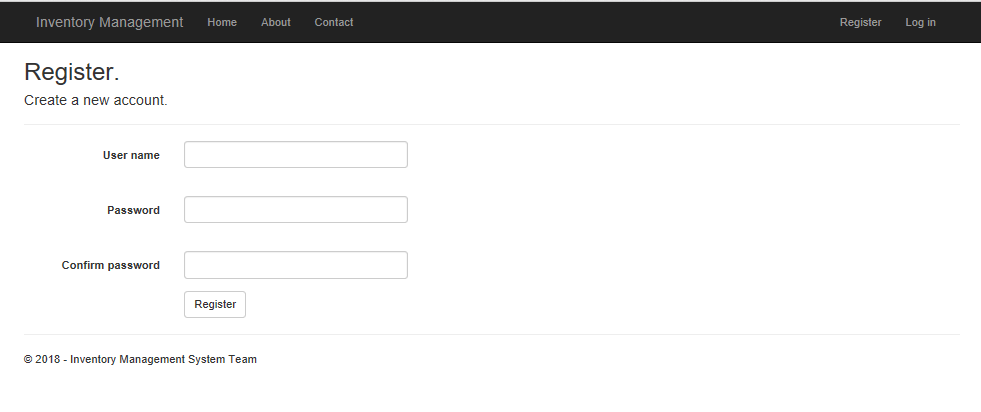 Inventory Management Home About Contact Register Log in
Register.
Create a new account.
User name
Password
Confirm password
Register
© 2018 - Inventory Management System Team